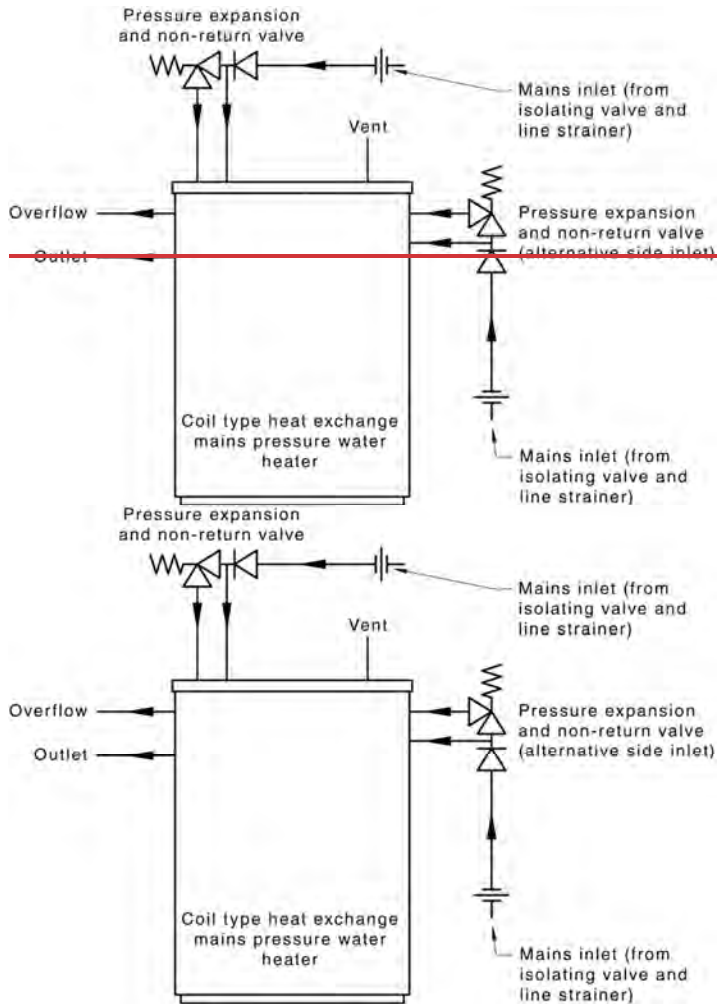 Pressure expansion
and non-return valve
Mains inlet (from
isolating valve and
line strainer)
Vent
Overflow
Pressure expansion
and non-return valve
(alternative side inlet)
Outlet
Coil type heat exchange
mains pressure water
heater
Mains inlet (from
isolating valve and
line strainer)
Pressure expansion
and non-return valve
Mains inlet (from
isolating valve and
line strainer)
Vent
Overflow
Pressure expansion
and non-return valve
(alternative side inlet)
Outlet
Coil type heat exchange
mains pressure water
heater
Mains inlet (from
isolating valve and
line strainer)